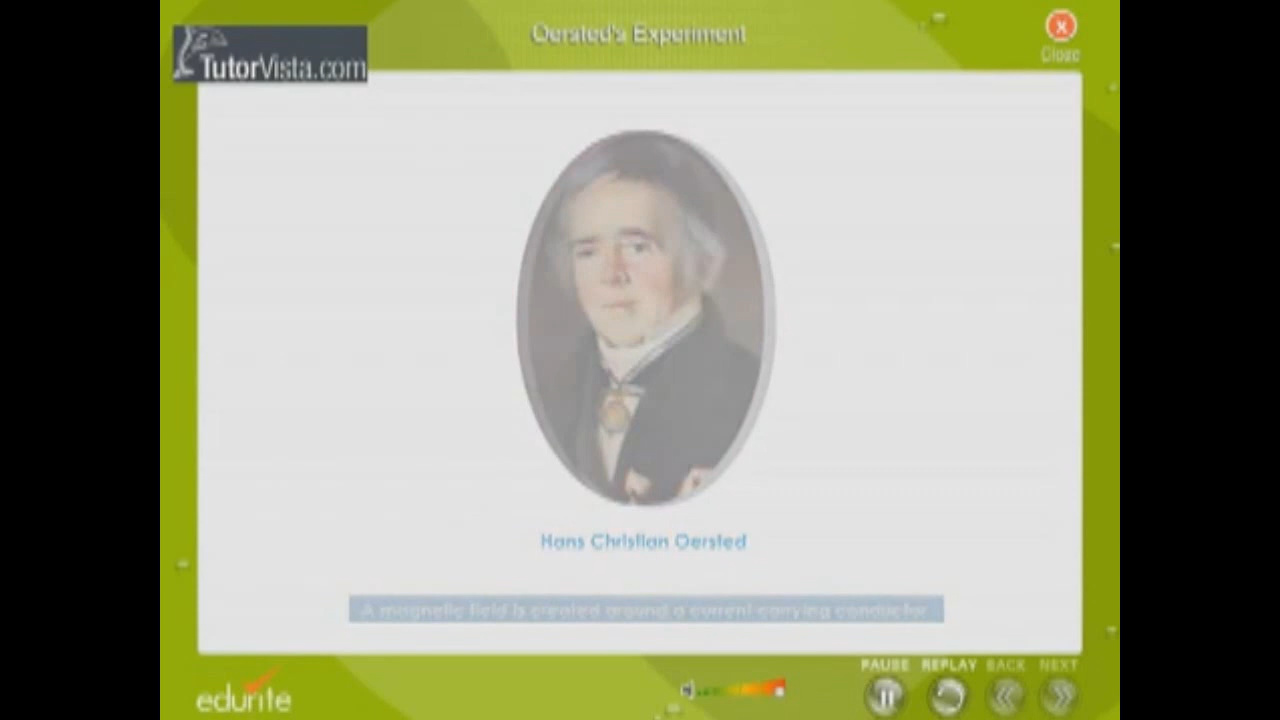 Oersted's Experiment
Close
TutorVista.com
Hans Christian Oersted
A magnetic field is created around a current carrying conductor
PAUSE REPLAY BACK NEXT
edurite